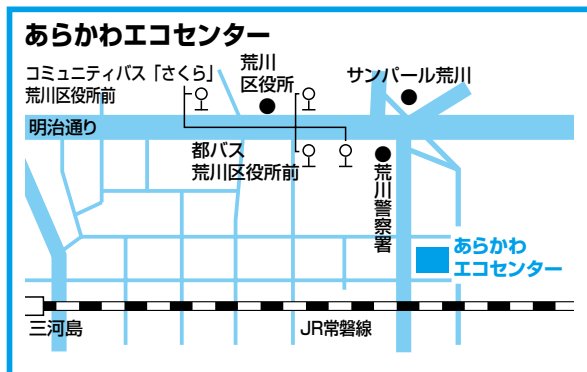 あらかわエコセンター
コミュニティバス「さくら」
荒川区役所前
荒川
区役所
サンパール荒川
明治通り
都バス
荒川区役所前
荒川警察署
あらかわ
エコセンター
三河島
JR常磐線